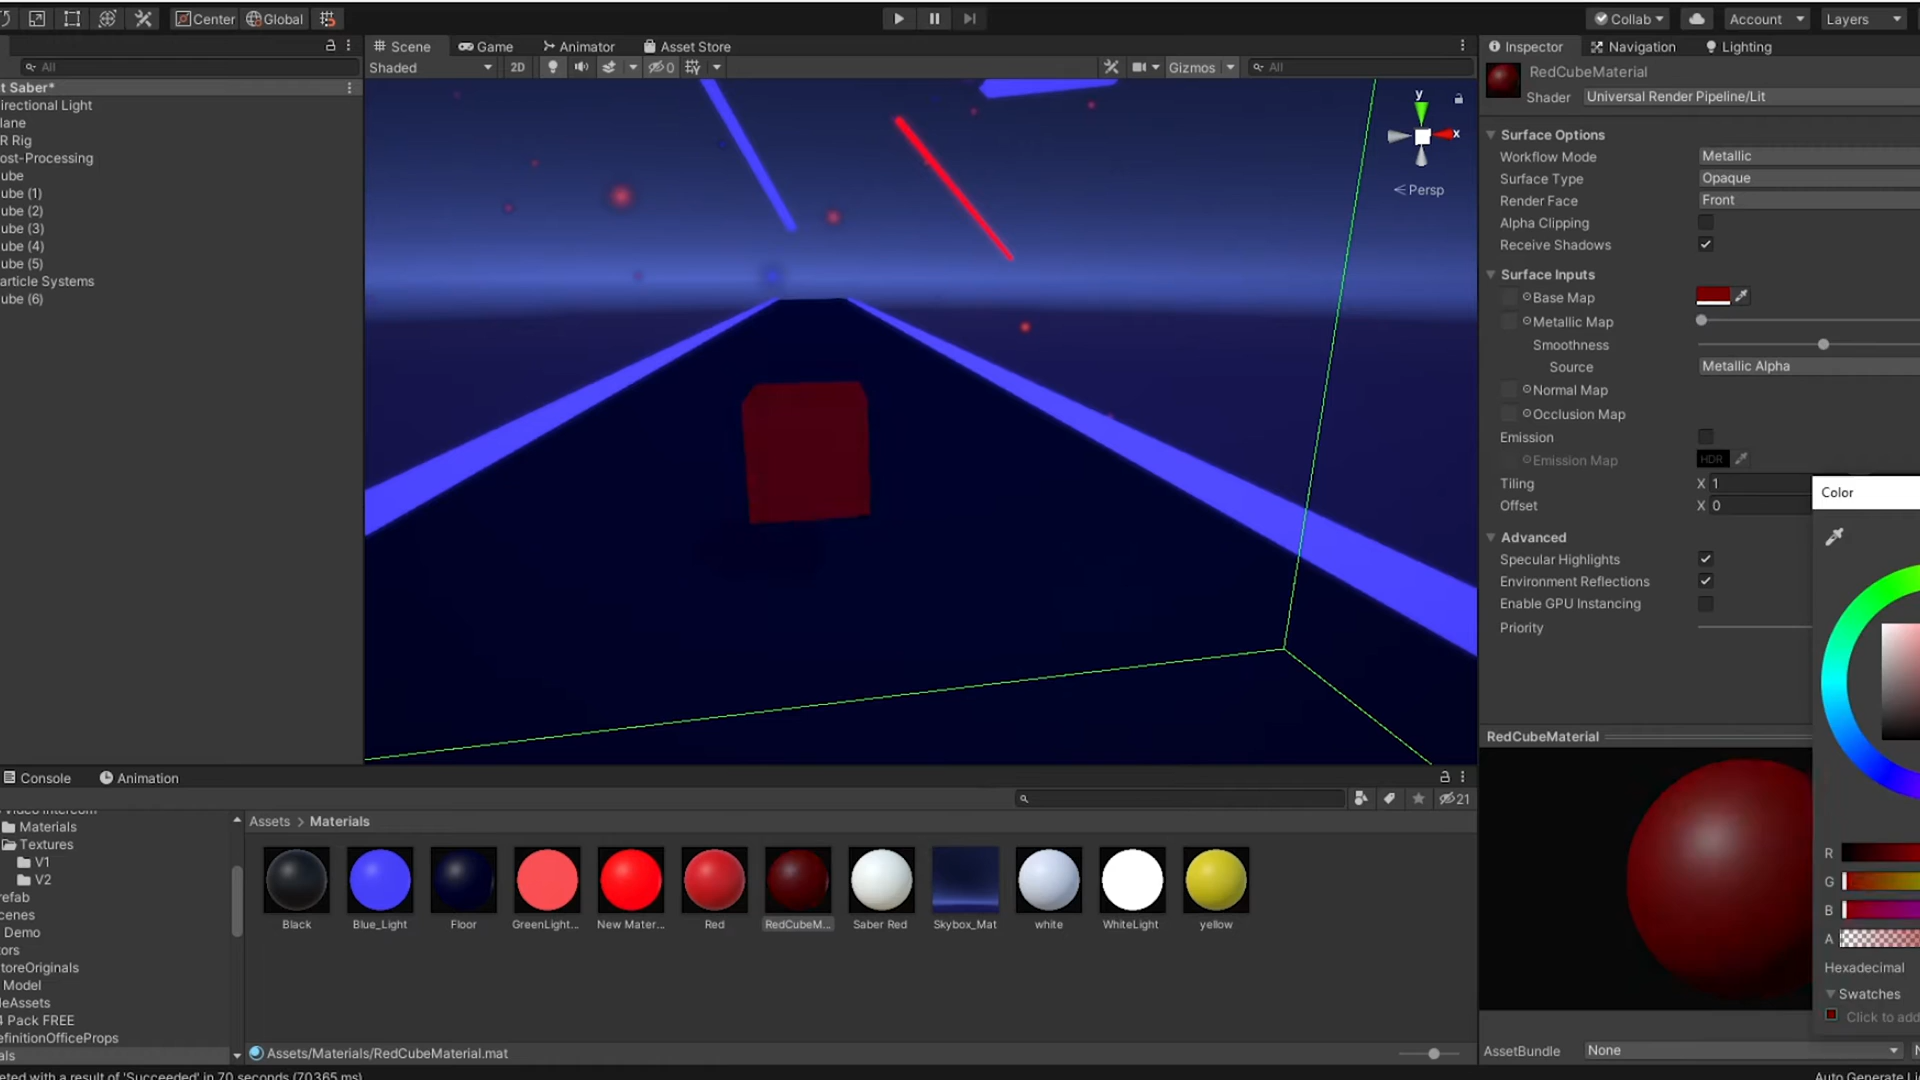 Center Global
Collab Account Layers
Scene Game Animator Asset Store
Inspector Navigation Lighting
All
Shaded 2D 0 Gizmos All
RedCubeMaterial
Shader Universal Render Pipeline/Lit
t Saber*
irectional Light
lane
R Rig
ost-Processing
ube
ube (1)
ube (2)
ube (3)
ube (4)
ube (5)
article Systems
ube (6)
y
x
Persp
Surface Options
Workflow Mode Metallic
Surface Type Opaque
Render Face Front
Alpha Clipping
Receive Shadows
Surface Inputs
Base Map
Metallic Map
Smoothness
Source Metallic Alpha
Normal Map
Occlusion Map
Emission
Emission Map HDR
Tiling X 1
Offset X 0
Advanced
Specular Highlights
Environment Reflections
Enable GPU Instancing
Priority
Color
R
G
B
A
Hexadecimal
Swatches
Click to add
RedCubeMaterial
AssetBundle None
Console Animation
21
Materials
Textures
V1
V2
refab
cenes
Demo
tors
toreOriginals
Model
leAssets
4 Pack FREE
efinitionOfficeProps
als
Assets > Materials
Black Blue_Light Floor GreenLight... New Mater... Red RedCubeM... Saber Red Skybox_Mat white WhiteLight yellow
Assets/Materials/RedCubeMaterial.mat
eted with a result of 'Succeeded' in 70 seconds (70365 ms)
Auto Generate Li